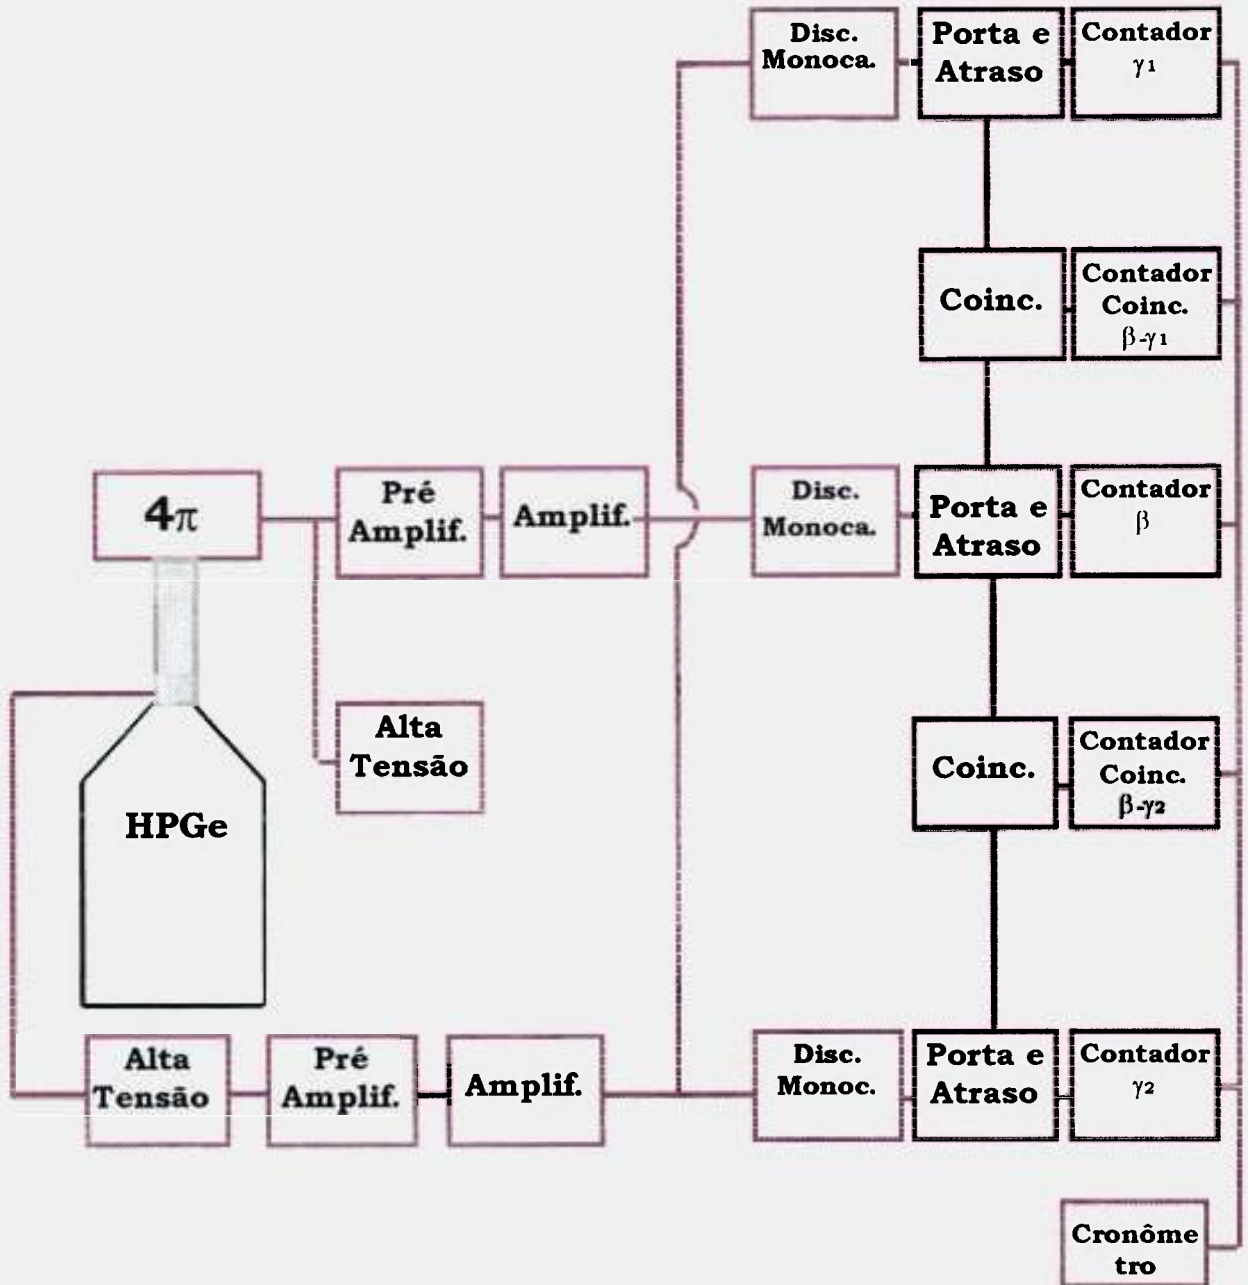 Disc.
Monoca.
Porta e
Atraso
Contador
γ1
Coinc.
Contador
Coinc.
β-γ1
4π
Pré
Amplif.
Amplif.
Disc.
Monoca.
Porta e
Atraso
Contador
β
Alta
Tensão
Coinc.
Contador
Coinc.
β-γ2
HPGe
Alta
Tensão
Pré
Amplif.
Amplif.
Disc.
Monoc.
Porta e
Atraso
Contador
γ2
Cronôme
tro